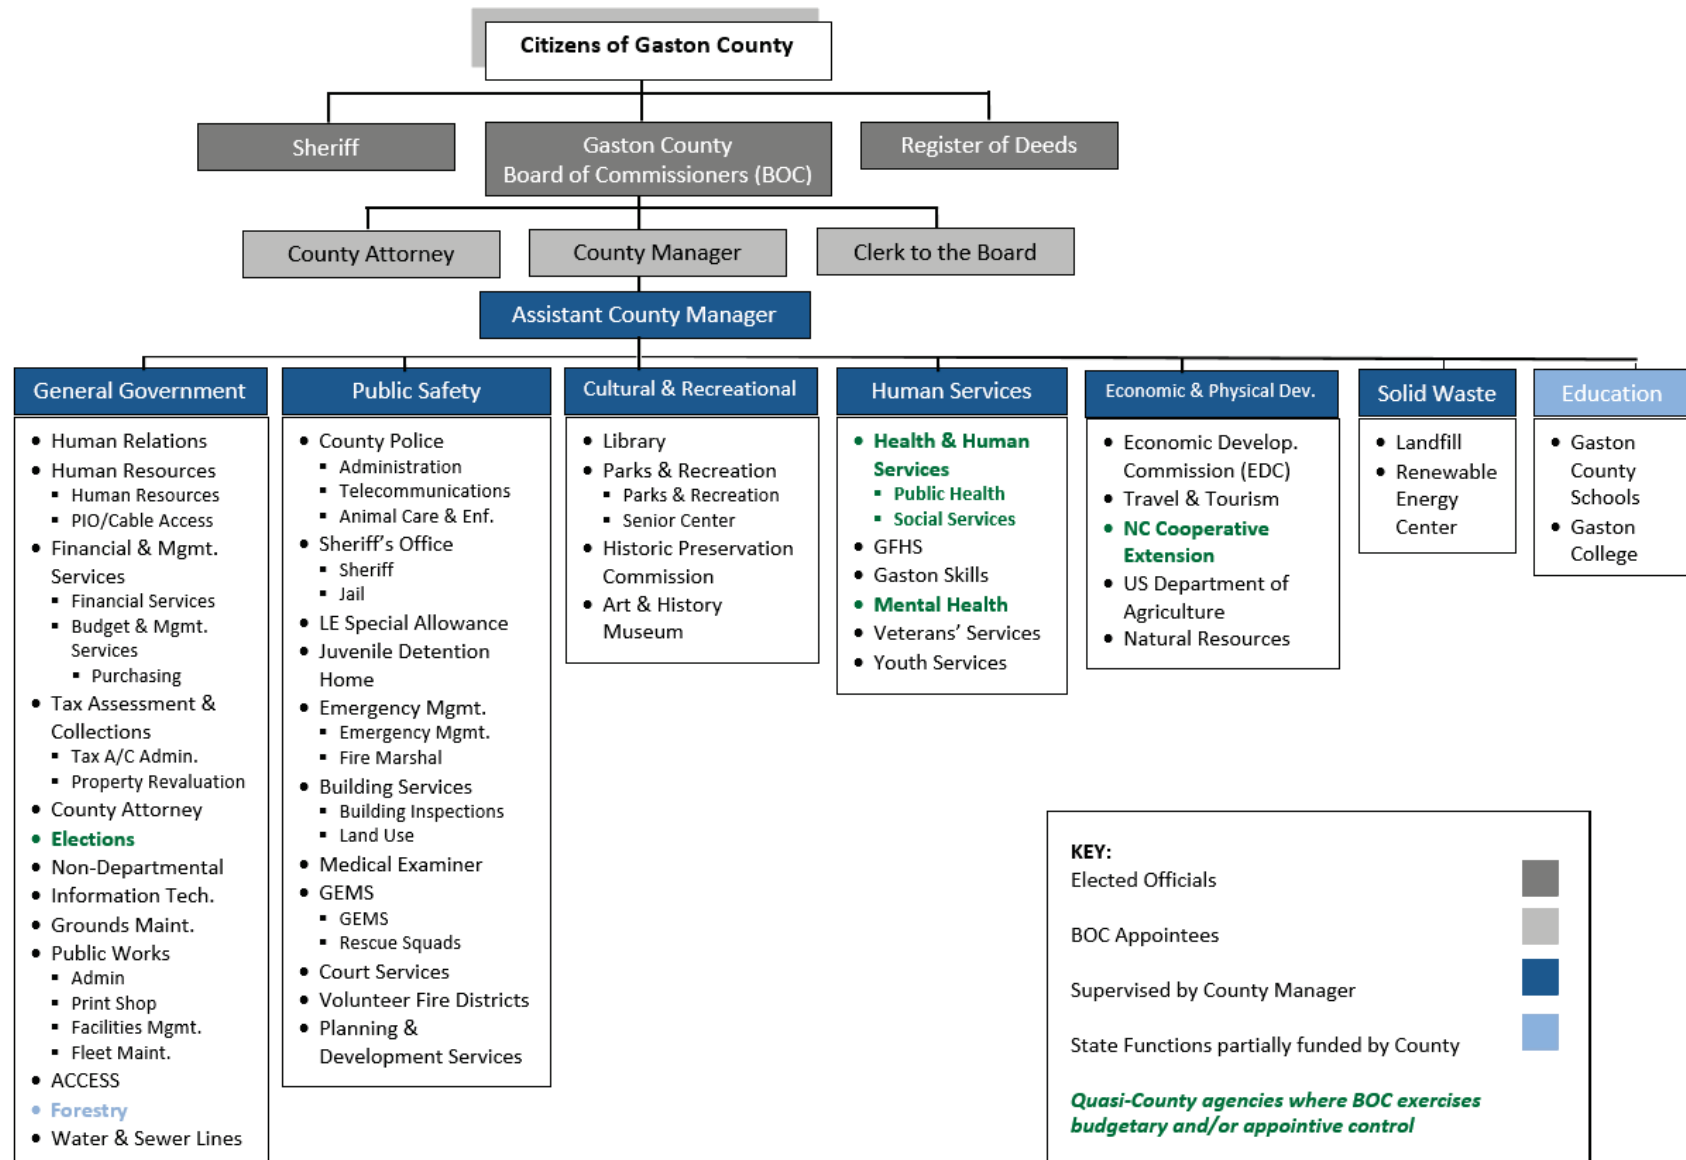 Citizens of Gaston County
Sheriff
Gaston County
Board of Commissioners (BOC)
Register of Deeds
County Attorney
County Manager
Clerk to the Board
Assistant County Manager
General Government
• Human Relations
• Human Resources
▪ Human Resources
▪ PIO/Cable Access
• Financial & Mgmt.
Services
▪ Financial Services
▪ Budget & Mgmt.
Services
▪ Purchasing
• Tax Assessment &
Collections
▪ Tax A/C Admin.
▪ Property Revaluation
• County Attorney
• Elections
• Non-Departmental
• Information Tech.
• Grounds Maint.
• Public Works
▪ Admin
▪ Print Shop
▪ Facilities Mgmt.
▪ Fleet Maint.
• ACCESS
• Forestry
• Water & Sewer Lines
Public Safety
• County Police
▪ Administration
▪ Telecommunications
▪ Animal Care & Enf.
• Sheriff's Office
▪ Sheriff
▪ Jail
• LE Special Allowance
• Juvenile Detention
Home
• Emergency Mgmt.
▪ Emergency Mgmt.
▪ Fire Marshal
• Building Services
▪ Building Inspections
▪ Land Use
• Medical Examiner
• GEMS
▪ GEMS
▪ Rescue Squads
• Court Services
• Volunteer Fire Districts
• Planning &
Development Services
Cultural & Recreational
• Library
• Parks & Recreation
▪ Parks & Recreation
▪ Senior Center
• Historic Preservation
Commission
• Art & History
Museum
Human Services
• Health & Human
Services
▪ Public Health
▪ Social Services
• GFHS
• Gaston Skills
• Mental Health
• Veterans' Services
• Youth Services
Economic & Physical Dev.
• Economic Develop.
Commission (EDC)
• Travel & Tourism
• NC Cooperative
Extension
• US Department of
Agriculture
• Natural Resources
Solid Waste
• Landfill
• Renewable
Energy
Center
Education
• Gaston
County
Schools
• Gaston
College
KEY:
Elected Officials
BOC Appointees
Supervised by County Manager
State Functions partially funded by County
Quasi-County agencies where BOC exercises
budgetary and/or appointive control